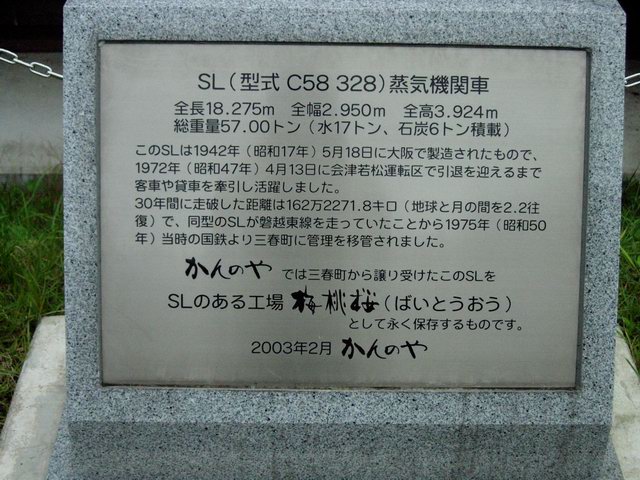 SL(型式 C58 328)蒸気機関車
全長18.275m 全幅2.950m 全高3.924m
総重量57.00トン(水17トン、石炭6トン積載)
このSLは1942年(昭和17年)5月18日に大阪で製造されたもので、
1972年(昭和47年)4月13日に会津若松運転区で引退を迎えるまで
客車や貨車を牽引し活躍しました。
30年間に走破した距離は162万2271.8キロ(地球と月の間を2.2往
復)で、同型のSLが磐越東線を走っていたことから1975年(昭和50
年)当時の国鉄より三春町に管理を移管されました。
かんのや では三春町から譲り受けたこのSLを
SLのある工場 梅桃桜(ばいとうおう)
として永く保存するものです。
2003年2月 かんのや